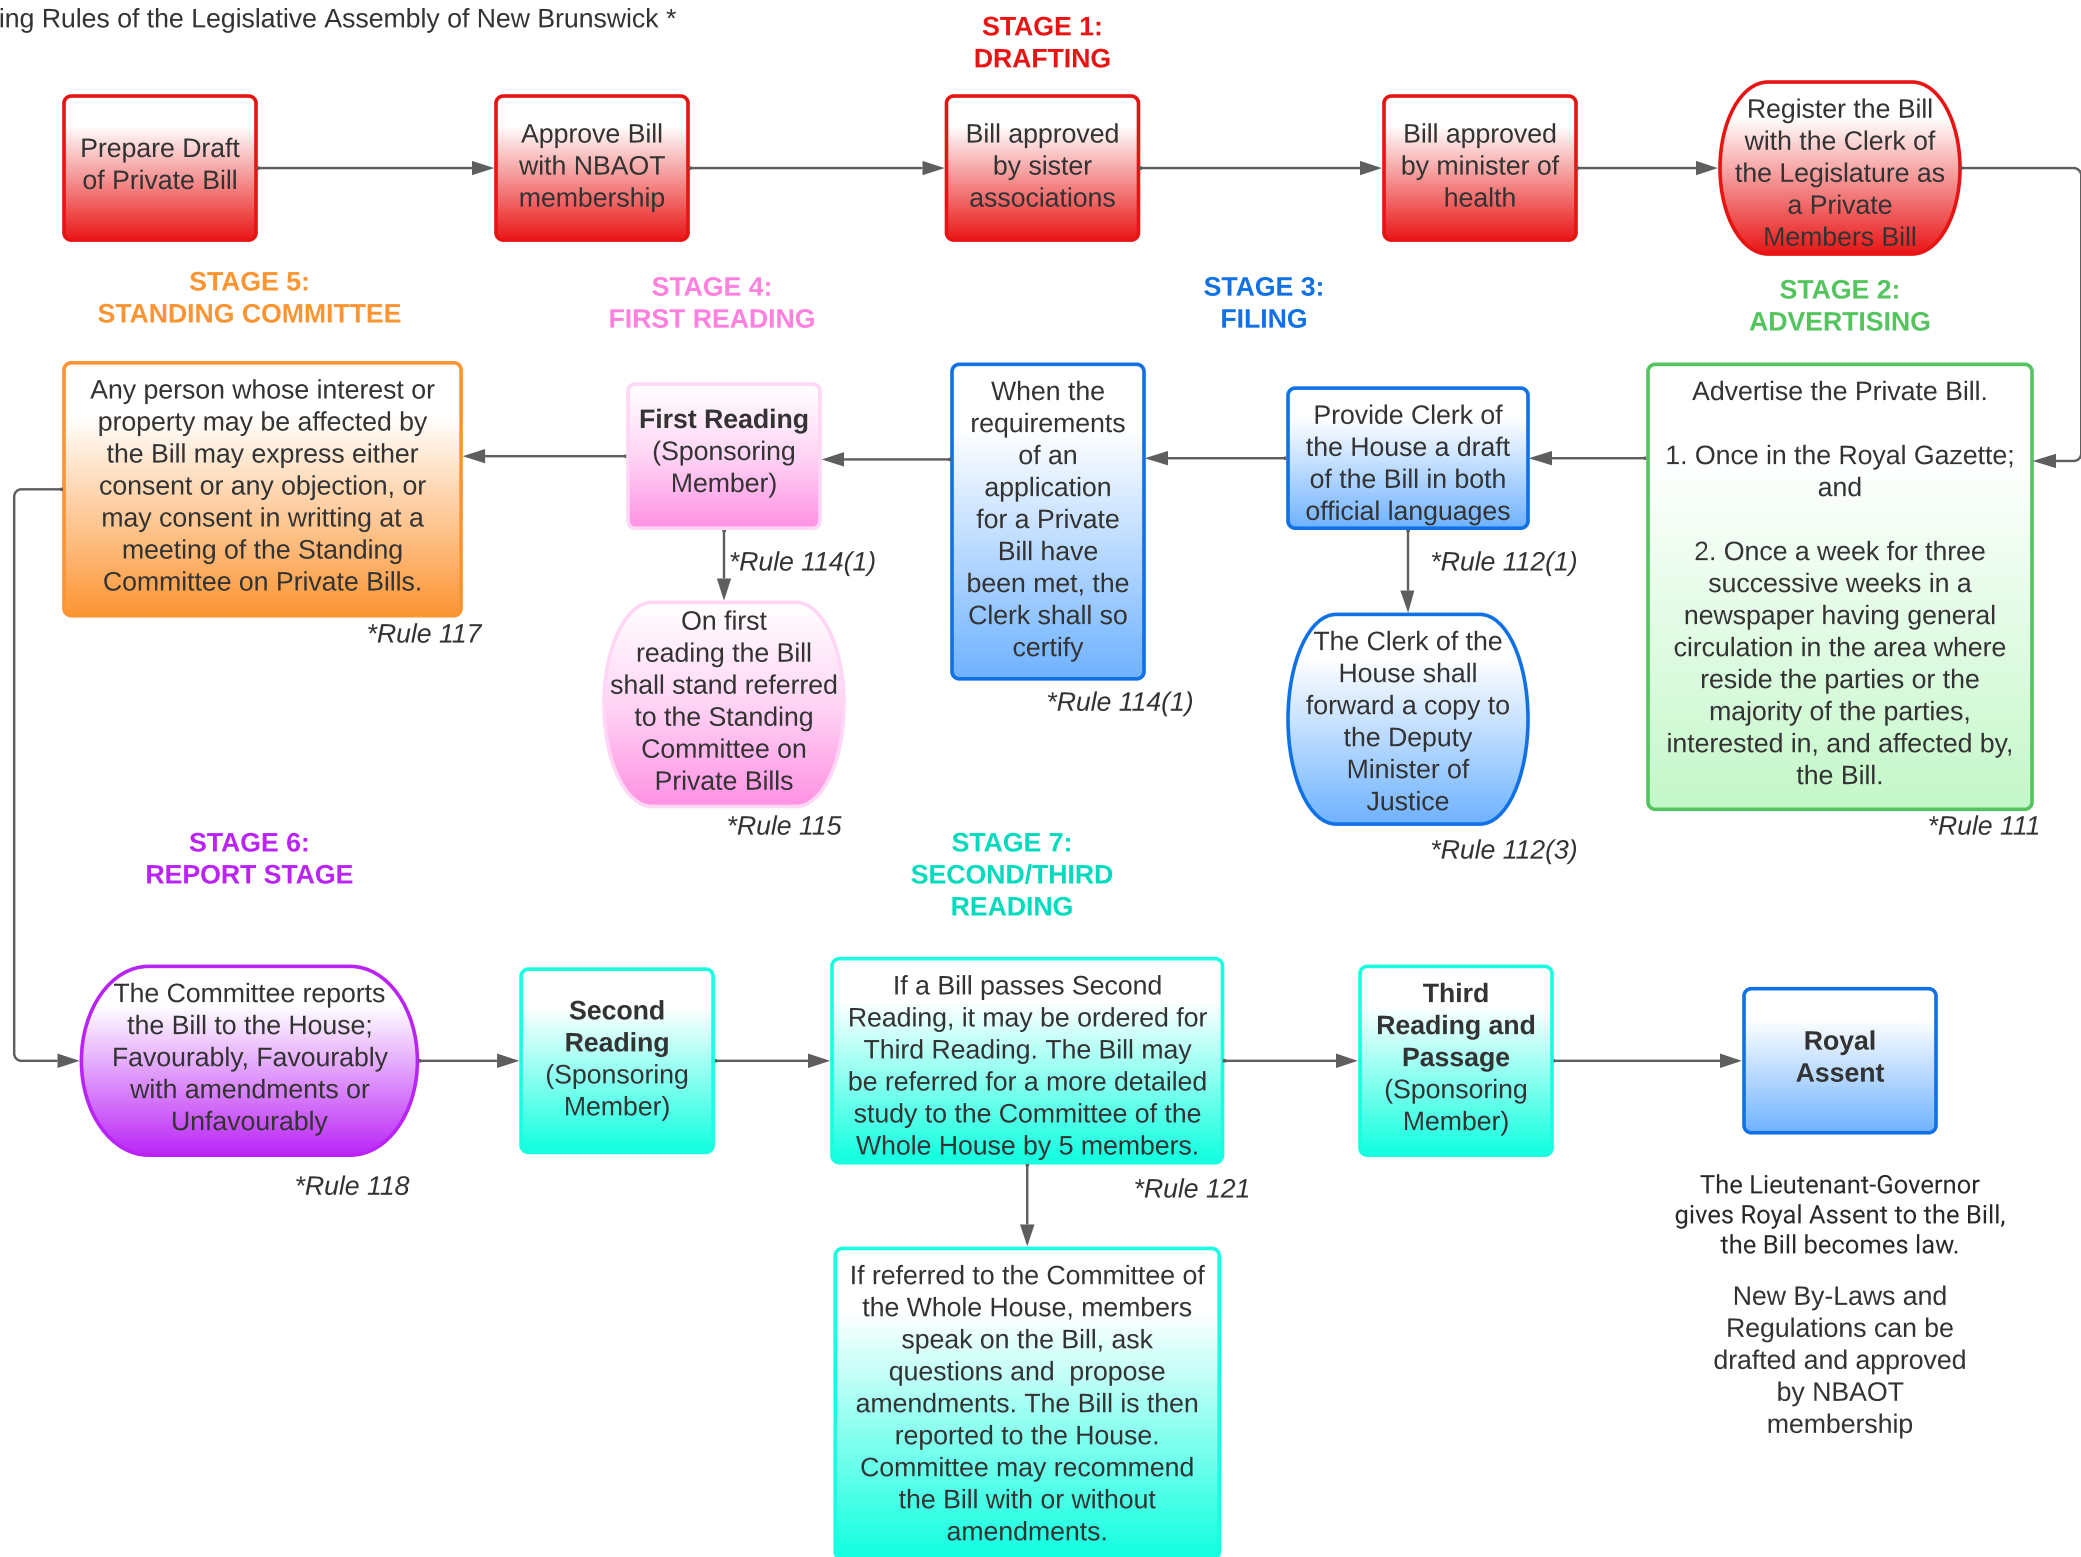 ing Rules of the Legislative Assembly of New Brunswick *
STAGE 1:
DRAFTING
Prepare Draft
of Private Bill
Approve Bill
with NBAOT
membership
Bill approved
by sister
associations
Bill approved
by minister of
health
Register the Bill
with the Clerk of
the Legislature as
a Private
Members Bill
STAGE 2:
ADVERTISING
Advertise the Private Bill.
1. Once in the Royal Gazette;
and
2. Once a week for three
successive weeks in a
newspaper having general
circulation in the area where
reside the parties or the
majority of the parties,
interested in, and affected by,
the Bill.
*Rule 111
STAGE 3:
FILING
Provide Clerk of
the House a draft
of the Bill in both
official languages
*Rule 112(1)
The Clerk of the
House shall
forward a copy to
the Deputy
Minister of
Justice
*Rule 112(3)
When the
requirements
of an
application
for a Private
Bill have
been met, the
Clerk shall so
certify
*Rule 114(1)
STAGE 4:
FIRST READING
First Reading
(Sponsoring
Member)
*Rule 114(1)
On first
reading the Bill
shall stand referred
to the Standing
Committee on
Private Bills
*Rule 115
STAGE 5:
STANDING COMMITTEE
Any person whose interest or
property may be affected by
the Bill may express either
consent or any objection, or
may consent in writting at a
meeting of the Standing
Committee on Private Bills.
*Rule 117
STAGE 6:
REPORT STAGE
The Committee reports
the Bill to the House;
Favourably, Favourably
with amendments or
Unfavourably
*Rule 118
STAGE 7:
SECOND/THIRD
READING
Second
Reading
(Sponsoring
Member)
If a Bill passes Second
Reading, it may be ordered for
Third Reading. The Bill may
be referred for a more detailed
study to the Committee of the
Whole House by 5 members.
*Rule 121
If referred to the Committee of
the Whole House, members
speak on the Bill, ask
questions and  propose
amendments. The Bill is then
reported to the House.
Committee may recommend
the Bill with or without
amendments.
Third
Reading and
Passage
(Sponsoring
Member)
Royal
Assent
The Lieutenant-Governor
gives Royal Assent to the Bill,
the Bill becomes law.
New By-Laws and
Regulations can be
drafted and approved
by NBAOT
membership